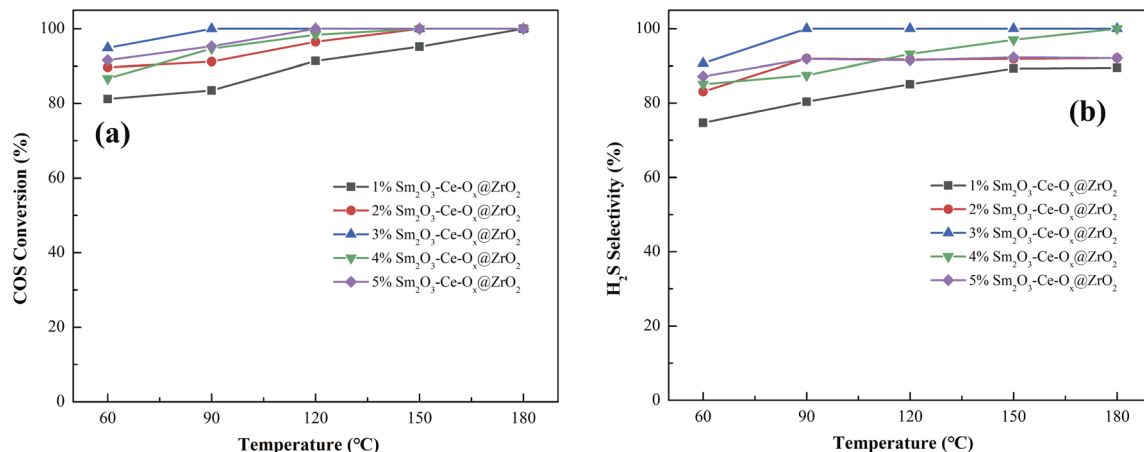 100
80
60
40
20
0
COS Conversion (%)
(a)
1% Sm₂O₃-Ce-Oₓ@ZrO₂
2% Sm₂O₃-Ce-Oₓ@ZrO₂
3% Sm₂O₃-Ce-Oₓ@ZrO₂
4% Sm₂O₃-Ce-Oₓ@ZrO₂
5% Sm₂O₃-Ce-Oₓ@ZrO₂
60 90 120 150 180
Temperature (℃)
100
80
60
40
20
0
H₂S Selectivity (%)
(b)
1% Sm₂O₃-Ce-Oₓ@ZrO₂
2% Sm₂O₃-Ce-Oₓ@ZrO₂
3% Sm₂O₃-Ce-Oₓ@ZrO₂
4% Sm₂O₃-Ce-Oₓ@ZrO₂
5% Sm₂O₃-Ce-Oₓ@ZrO₂
60 90 120 150 180
Temperature (℃)